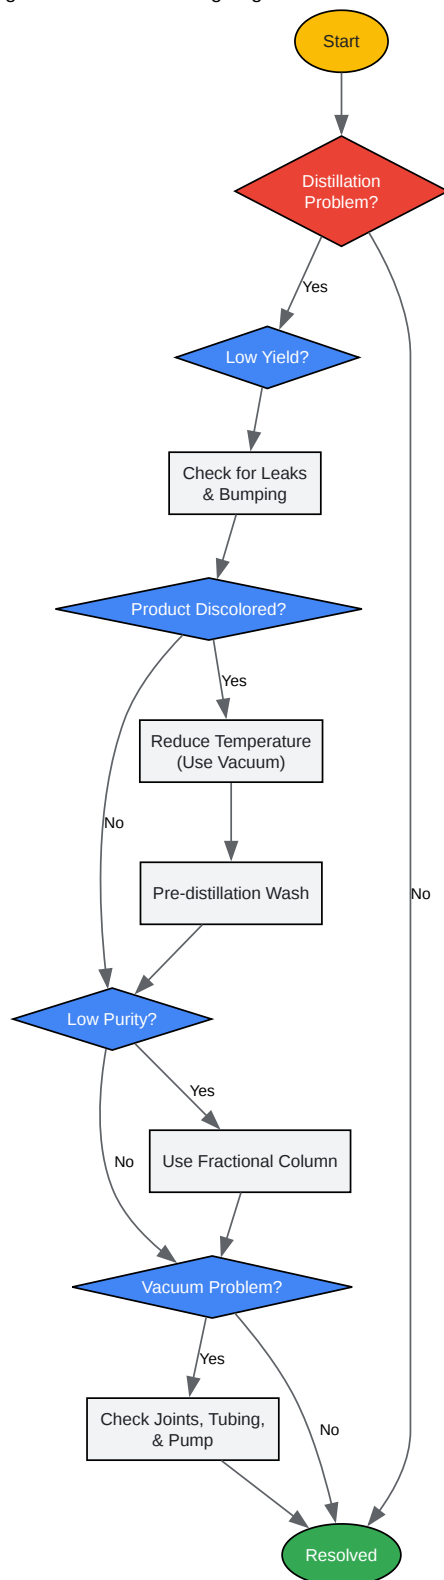 Start
Distillation
Problem?
Yes
Low Yield?
Check for Leaks
& Bumping
Product Discolored?
Yes
Reduce Temperature
(Use Vacuum)
No
Pre-distillation Wash
No
Low Purity?
Yes
No
Use Fractional Column
Vacuum Problem?
Yes
Check Joints, Tubing,
& Pump
No
Resolved